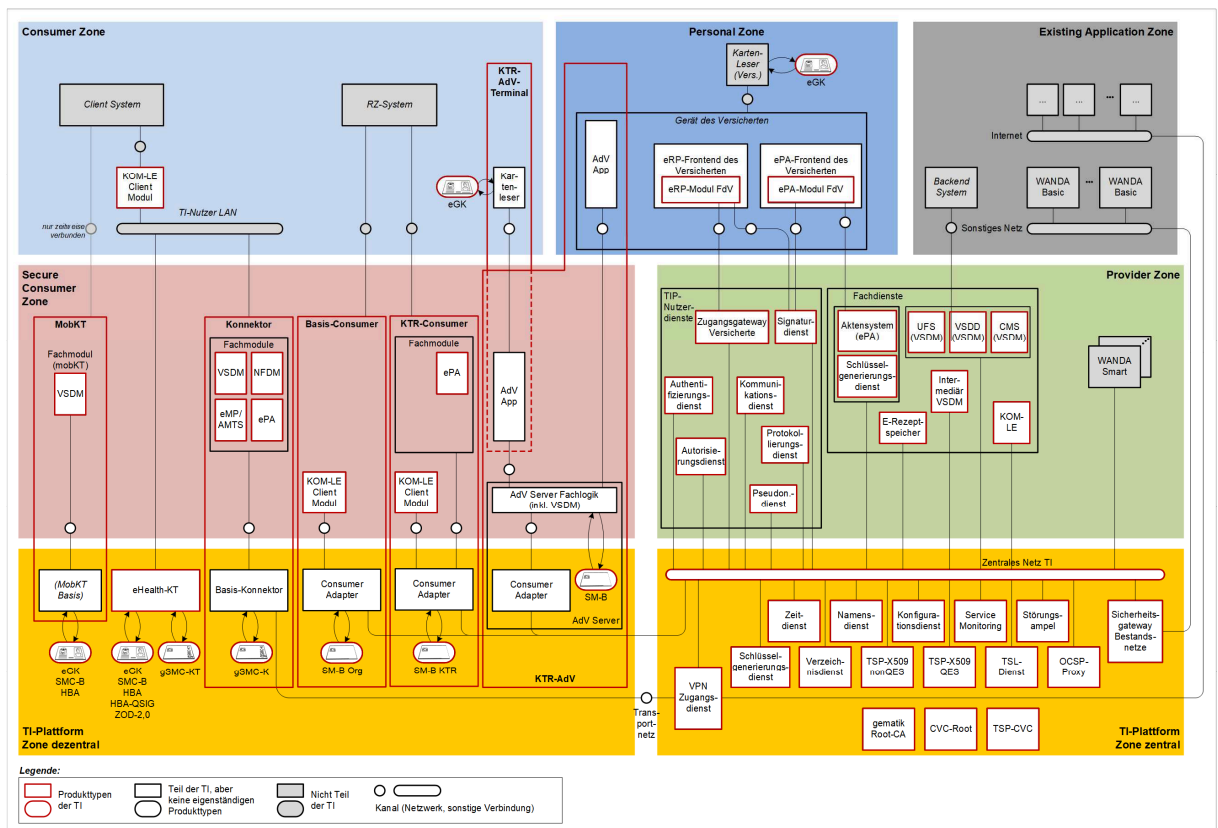 Consumer Zone
Client System
RZ-System
KTR-
AdV-
Terminal
KOM-LE
Client
Modul
eGK
Kar-
ten-
leser
TI-Nutzer LAN
nur zeitweise
verbunden
Personal Zone
Karten-
Leser
(Vers.)
eGK
Gerät des Versicherten
AdV
App
eRP-Frontend des
Versicherten
eRP-Modul FdV
ePA-Frontend des
Versicherten
ePA-Modul FdV
Existing Application Zone
...
...
...
...
Internet
Backend
System
WANDA
Basic
...
WANDA
Basic
Sonstiges Netz
Secure
Consumer
Zone
MobKT
Fachmodul
(mobKT)
VSDM
Konnektor
Fachmodule
VSDM
NFDM
eMP/
AMTS
ePA
Basis-Consumer
KOM-LE
Client
Modul
KTR-Consumer
Fachmodule
ePA
KOM-LE
Client
Modul
AdV
App
AdV Server Fachlogik
(inkl. VSDM)
Provider Zone
TIP-
Nutzer-
dienste
Zugangsgateway
Versicherte
Signatur-
dienst
Authenti-
fizierungs-
dienst
Kommuni-
kations-
dienst
Autori-
sierungsdienst
Protokol-
lierungs-
dienst
Pseudon.-
dienst
Fachdienste
Aktensystem
(ePA)
Schlüssel-
generierungs-
dienst
UFS
(VSDM)
VSDD
(VSDM)
CMS
(VSDM)
Inter-
mediär
VSDM
E-Rezept-
speicher
KOM-
LE
WANDA
Smart
(MobKT
Basis)
eHealth-KT
Basis-Konnektor
Consumer
Adapter
Consumer
Adapter
Consumer
Adapter
SM-B
AdV Server
eGK
SMC-B
HBA
eGK
SMC-B
HBA
HBA-QSIG
ZOD-2,0
gSMC-KT
gSMC-K
SM-B Org
SM-B KTR
KTR-AdV
TI-Plattform
Zone dezentral
Trans-
port-
netz
Zentrales Netz TI
Zeit-
dienst
Namens-
dienst
Konfigu-
rationsdienst
Service
Monitoring
Störungs-
ampel
Sicherheits-
gateway
Bestands-
netze
VPN
Zugangs-
dienst
Schlüssel-
generierungs-
dienst
Verzeich-
nisdienst
TSP-X509
nonQES
TSP-X509
QES
TSL-
Dienst
OCSP-
Proxy
gematik
Root-CA
CVC-Root
TSP-CVC
TI-Plattform
Zone zentral
Legende:
Produkttypen
der TI
Teil der TI, aber
keine eigenständigen
Produkttypen
Nicht Teil
der TI
Kanal (Netzwerk, sonstige Verbindung)